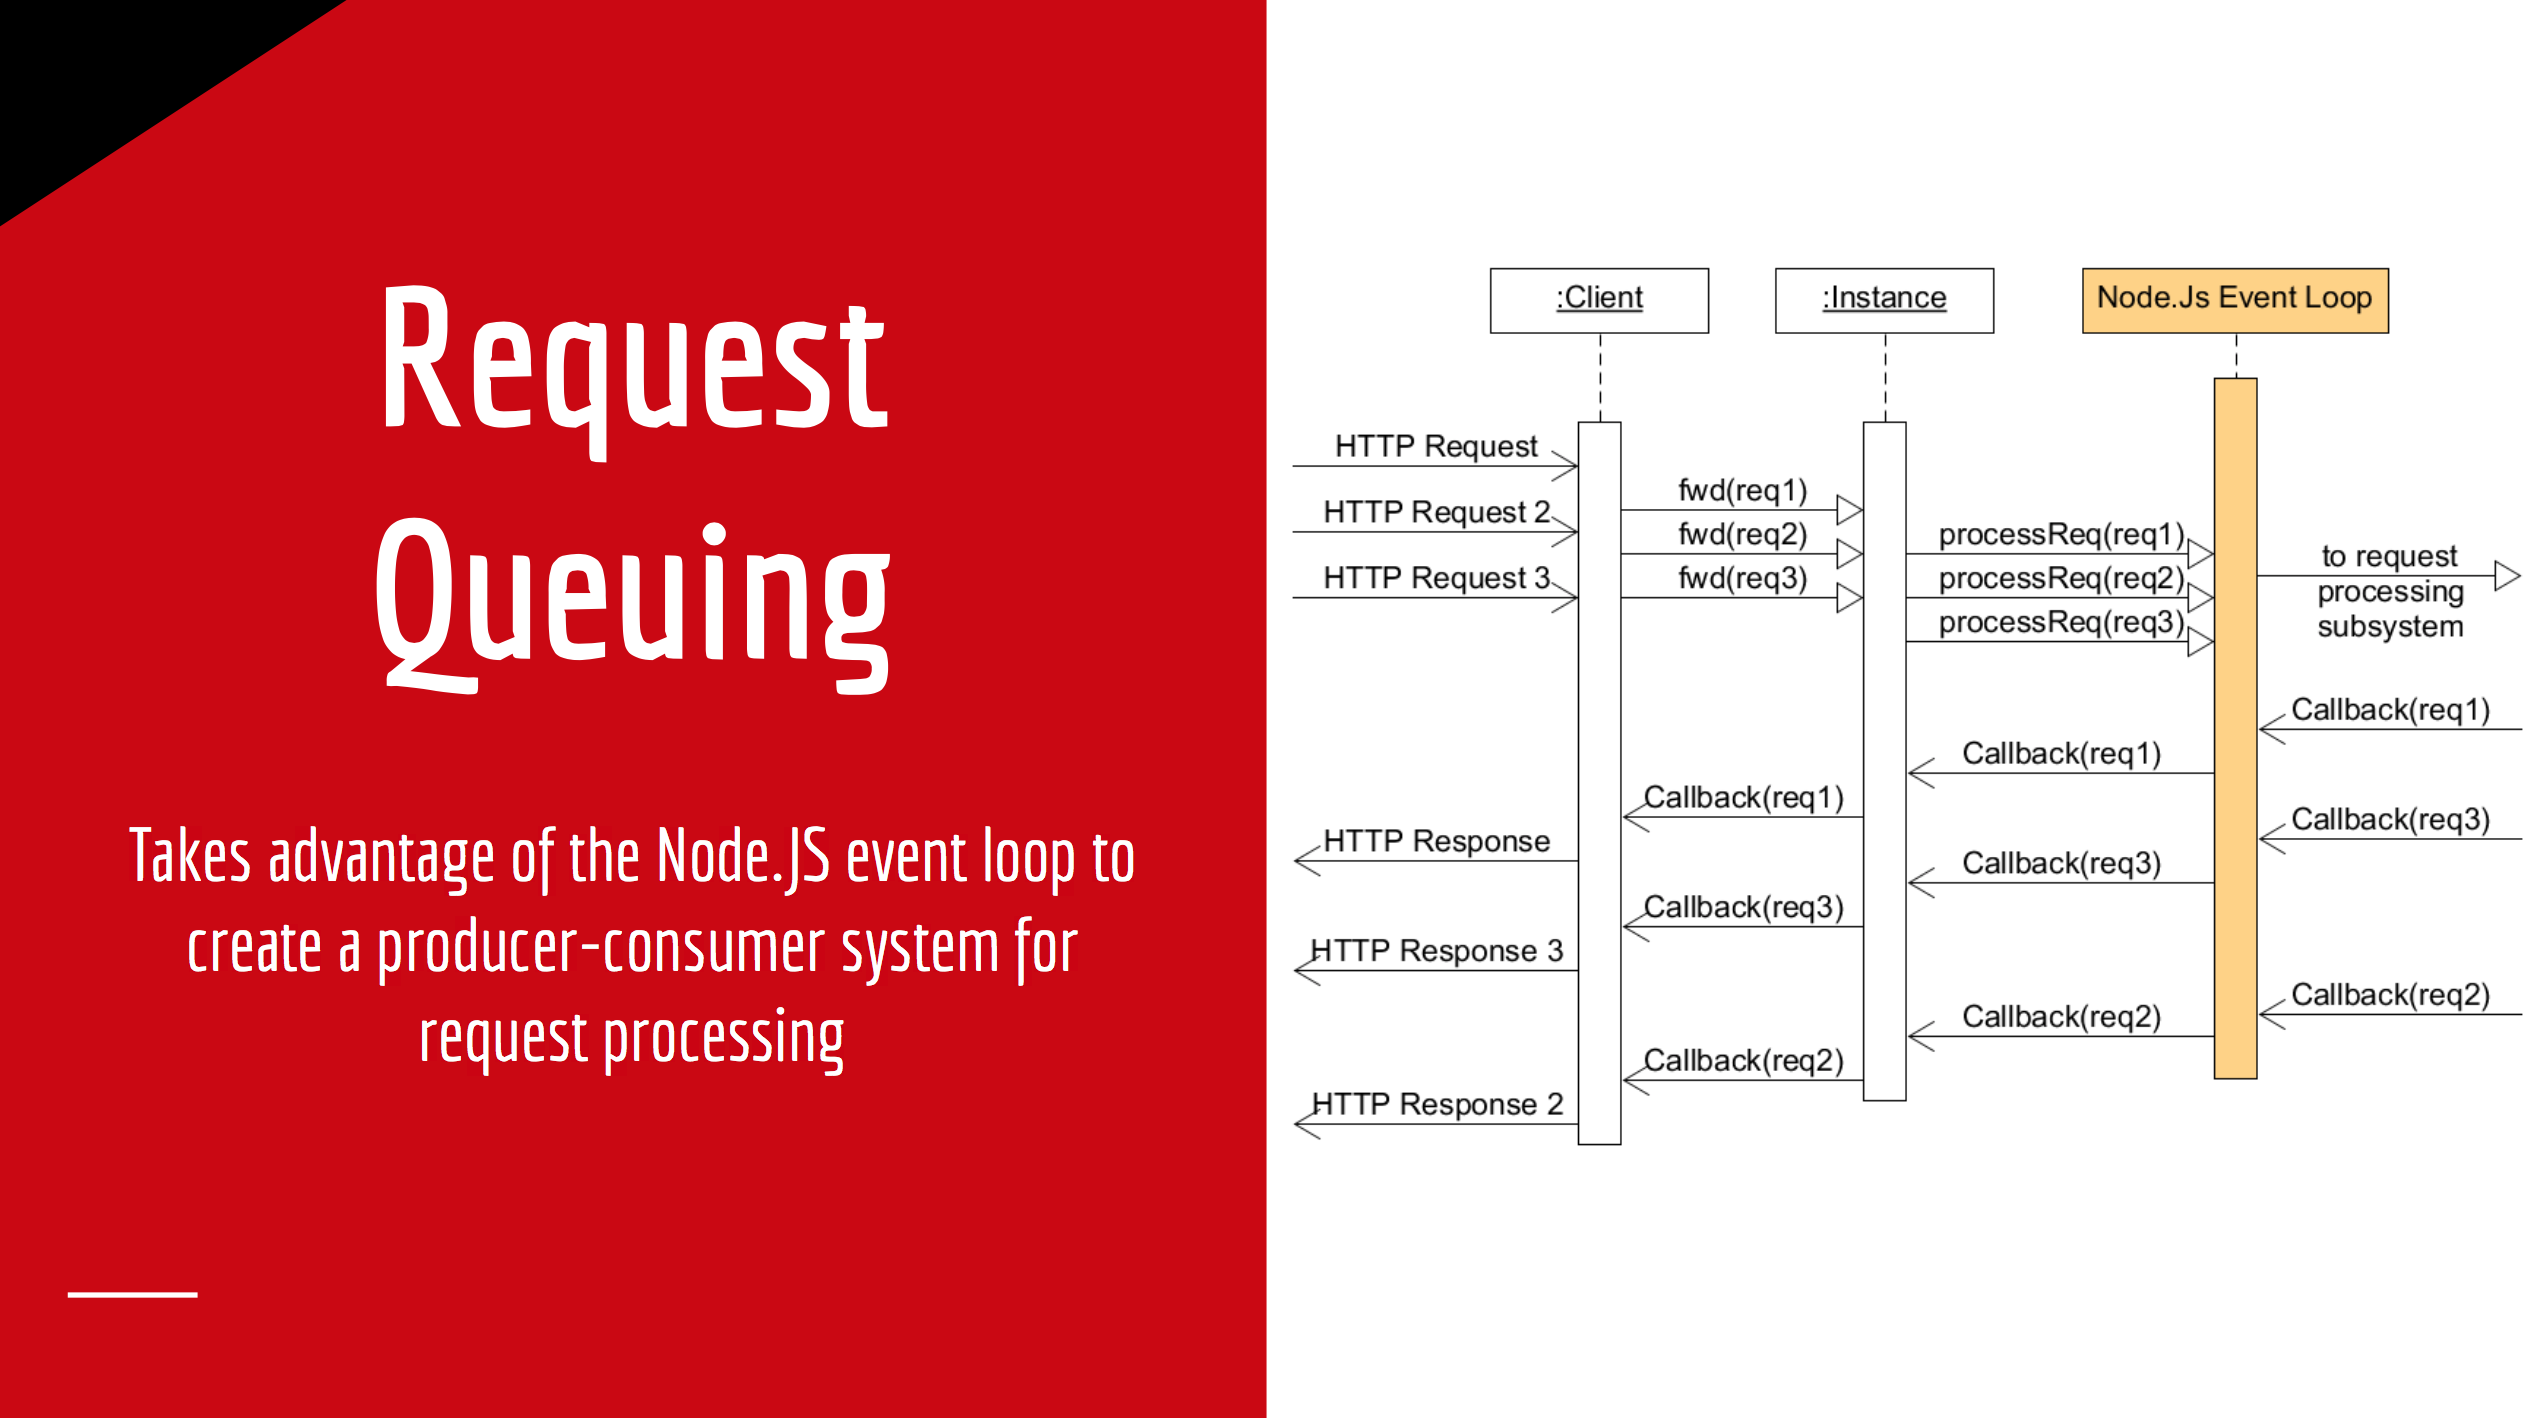 Request
Queuing
Takes advantage of the Node.JS event loop to
create a producer-consumer system for
request processing
:Client
:Instance
Node.Js Event Loop
HTTP Request
fwd(req1)
HTTP Request 2
fwd(req2)
processReq(req1)
to request
processing
subsystem
HTTP Request 3
fwd(req3)
processReq(req2)
processReq(req3)
Callback(req1)
Callback(req1)
Callback(req1)
HTTP Response
Callback(req3)
Callback(req3)
Callback(req3)
HTTP Response 3
Callback(req2)
Callback(req2)
Callback(req2)
HTTP Response 2